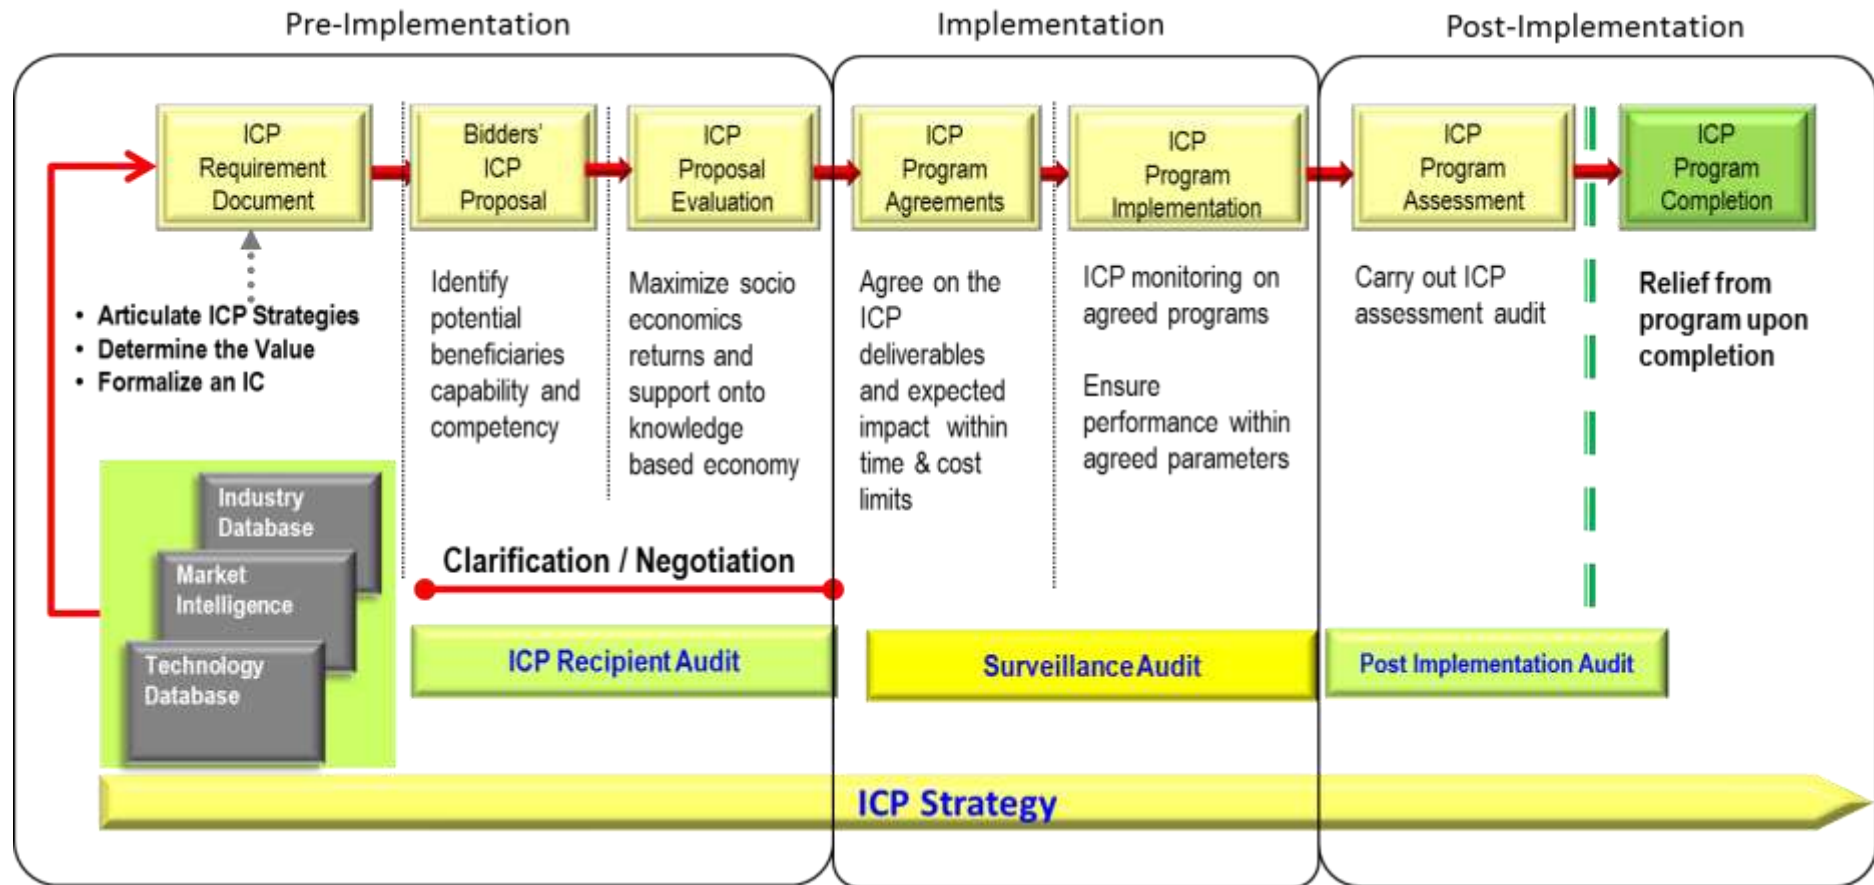 Pre-Implementation
Implementation
Post-Implementation
ICP
Requirement
Document
Bidders'
ICP
Proposal
ICP
Proposal
Evaluation
ICP
Program
Agreements
ICP
Program
Implementation
ICP
Program
Assessment
ICP
Program
Completion
• Articulate ICP Strategies
• Determine the Value
• Formalize an IC
Identify
potential
beneficiaries
capability and
competency
Maximize socio
economics
returns and
support onto
knowledge
based economy
Agree on the
ICP
deliverables
and expected
impact within
time & cost
limits
ICP monitoring on
agreed programs
Ensure
performance within
agreed parameters
Carry out ICP
assessment audit
Relief from
program upon
completion
Industry
Database
Market
Intelligence
Technology
Database
Clarification / Negotiation
ICP Recipient Audit
Surveillance Audit
Post Implementation Audit
ICP Strategy